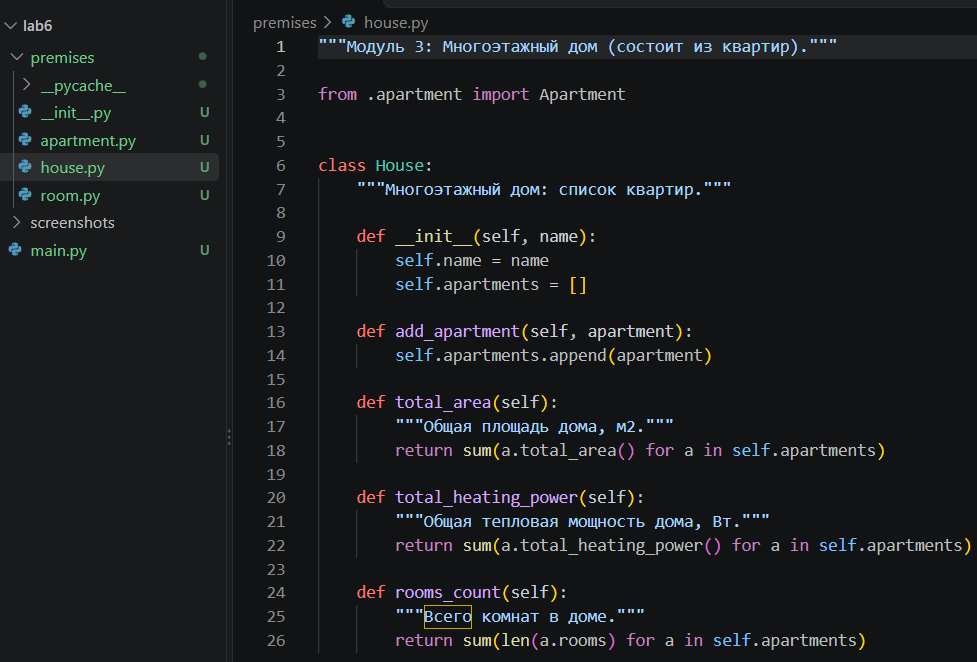 lab6
premises
__pycache__
__init__.py U
apartment.py U
house.py U
room.py U
screenshots
main.py U
premises > house.py
1 """Модуль 3: Многоэтажный дом (состоит из квартир)."""
2
3 from .apartment import Apartment
4
5
6 class House:
7 """Многоэтажный дом: список квартир."""
8
9 def __init__(self, name):
10 self.name = name
11 self.apartments = []
12
13 def add_apartment(self, apartment):
14 self.apartments.append(apartment)
15
16 def total_area(self):
17 """Общая площадь дома, м2."""
18 return sum(a.total_area() for a in self.apartments)
19
20 def total_heating_power(self):
21 """Общая тепловая мощность дома, Вт."""
22 return sum(a.total_heating_power() for a in self.apartments)
23
24 def rooms_count(self):
25 """Всего комнат в доме."""
26 return sum(len(a.rooms) for a in self.apartments)